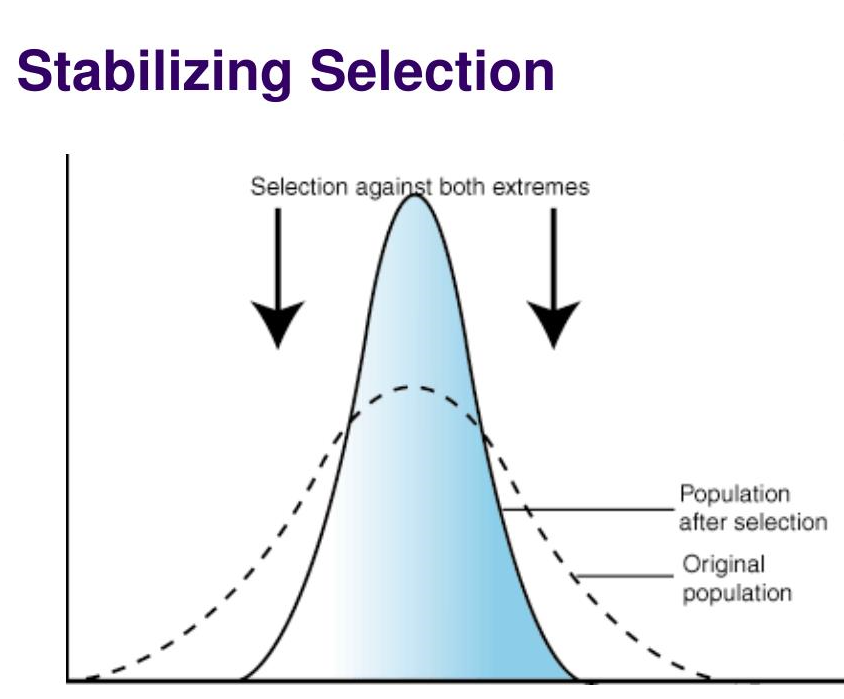 Stabilizing Selection
Selection against both extremes
Population
after selection
Original
population